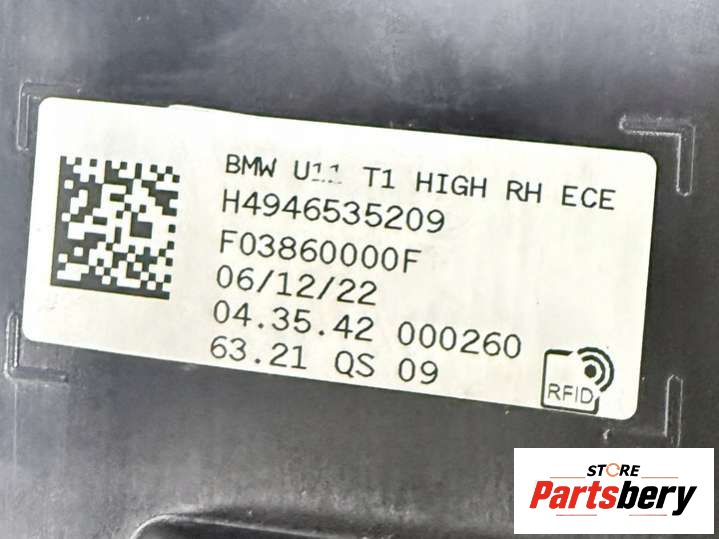 BMW U11 T1 HIGH RH ECE
H4946535209
F03860000F
06/12/22
04.35.42 000260
63.21 QS 09
RFID
STORE
Partsbery